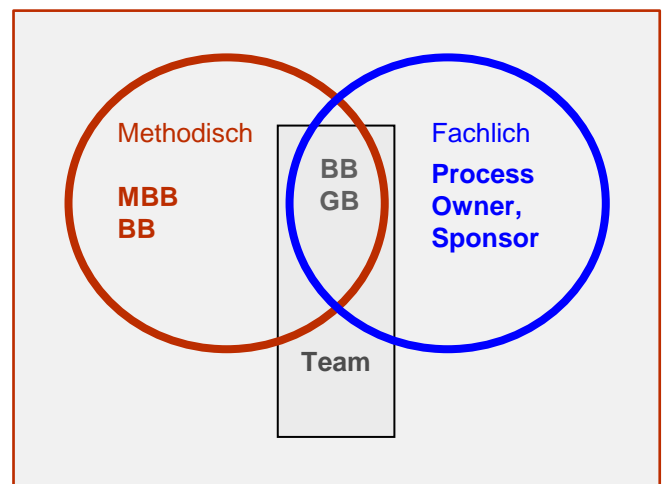 Methodisch
MBB
BB
BB
GB
Team
Fachlich
Process
Owner,
Sponsor